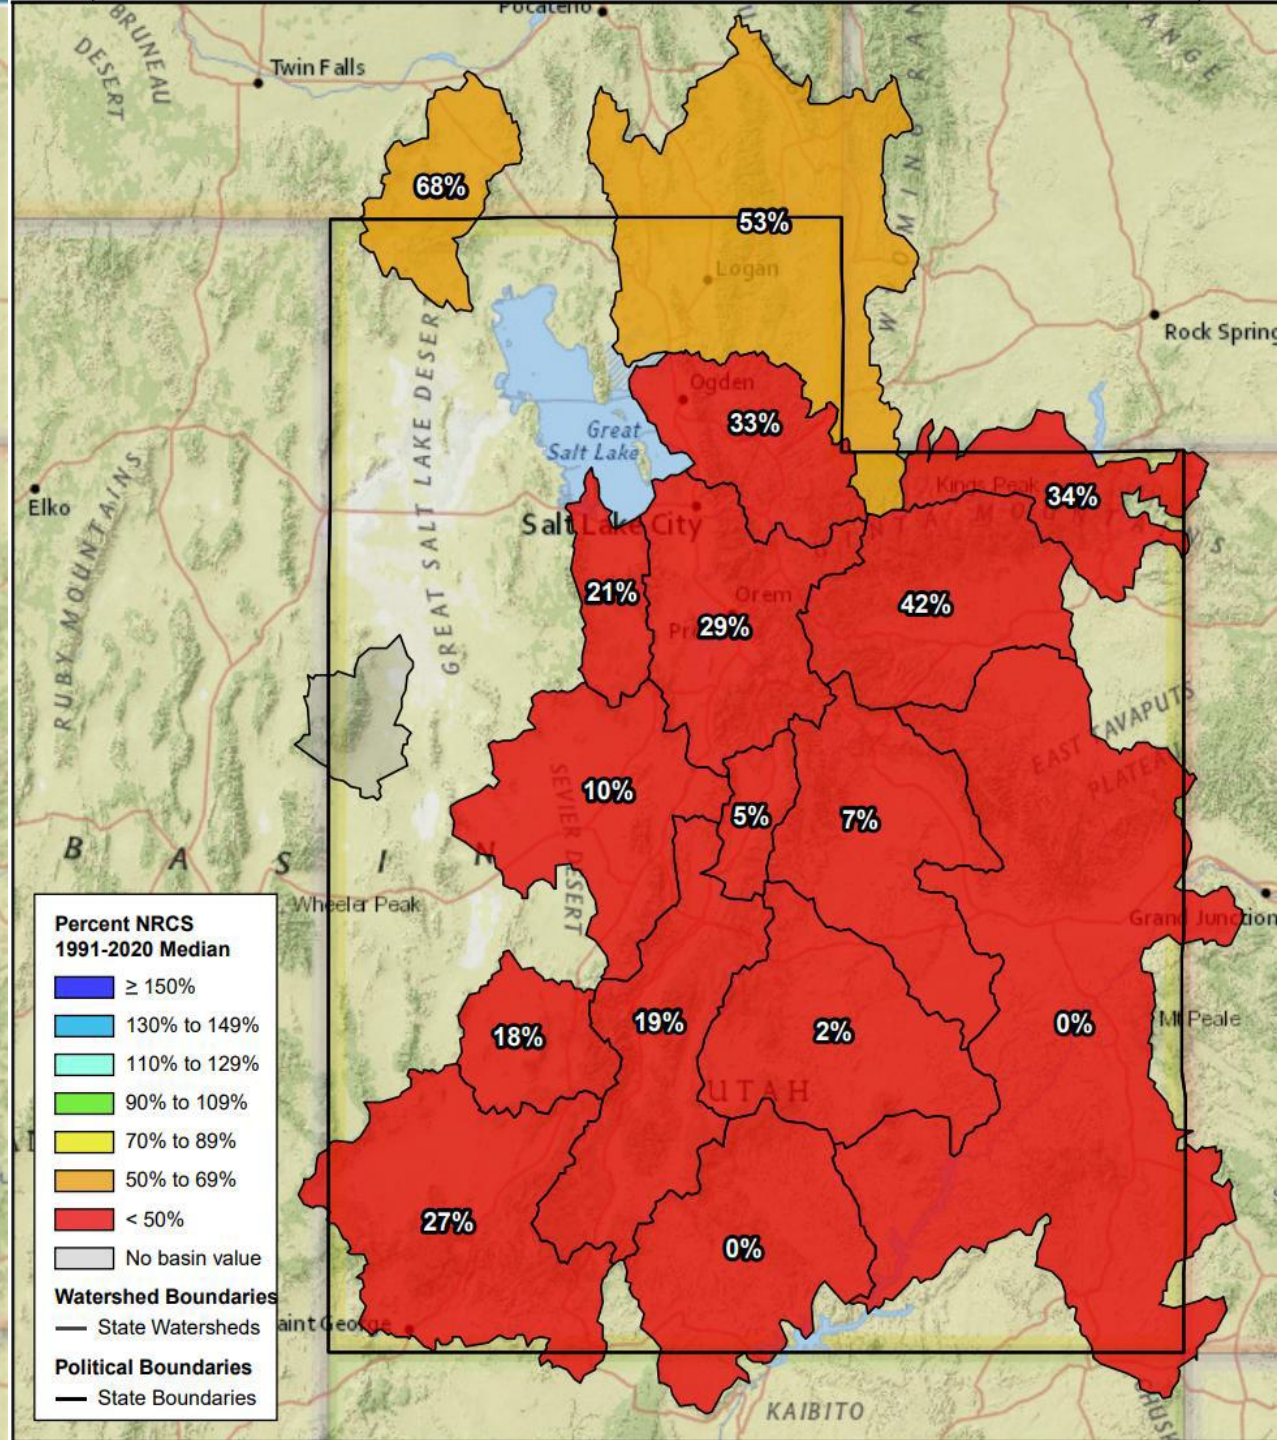 Pocatello
BRUNEAU
DESERT
Twin Falls
68%
53%
Logan
Rock Spring
GREAT SALT LAKE DESERT
Ogden
33%
Great
Salt Lake
Elko
Kings Peak
34%
Salt Lake City
RUBY MOUNTAINS
21%
Orem
29%
42%
EAST TAVAPUTS
PLATEAU
10%
5%
7%
SEVIER DESERT
B A S I N
Wheeler Peak
Grand Junction
18%
19%
2%
0%
Mt Peale
UTAH
27%
0%
aint George
KAIBITO
Percent NRCS
1991-2020 Median
≥ 150%
130% to 149%
110% to 129%
90% to 109%
70% to 89%
50% to 69%
< 50%
No basin value
Watershed Boundaries
State Watersheds
Political Boundaries
State Boundaries